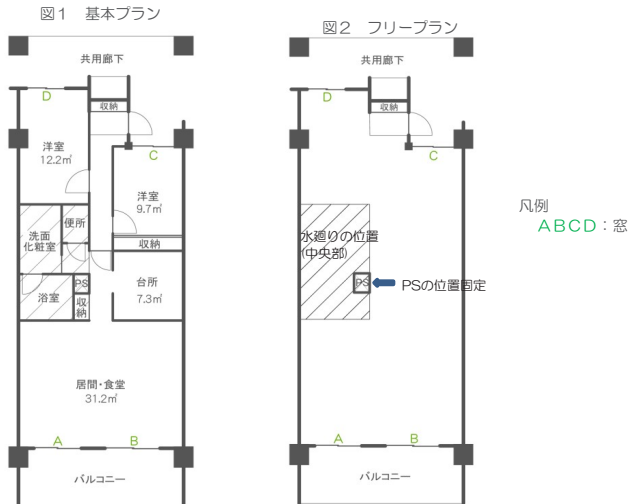 図1 基本プラン
共用廊下
D
収納
C
洋室
12.2㎡
洋室
9.7㎡
便所
洗面
化粧室
収納
台所
7.3㎡
浴室
PS
収
納
居間・食堂
31.2㎡
A
B
バルコニー
図2 フリープラン
共用廊下
D
収納
C
水廻りの位置
(中央部)
PS
PSの位置固定
A
B
バルコニー
凡例
ABCD：窓